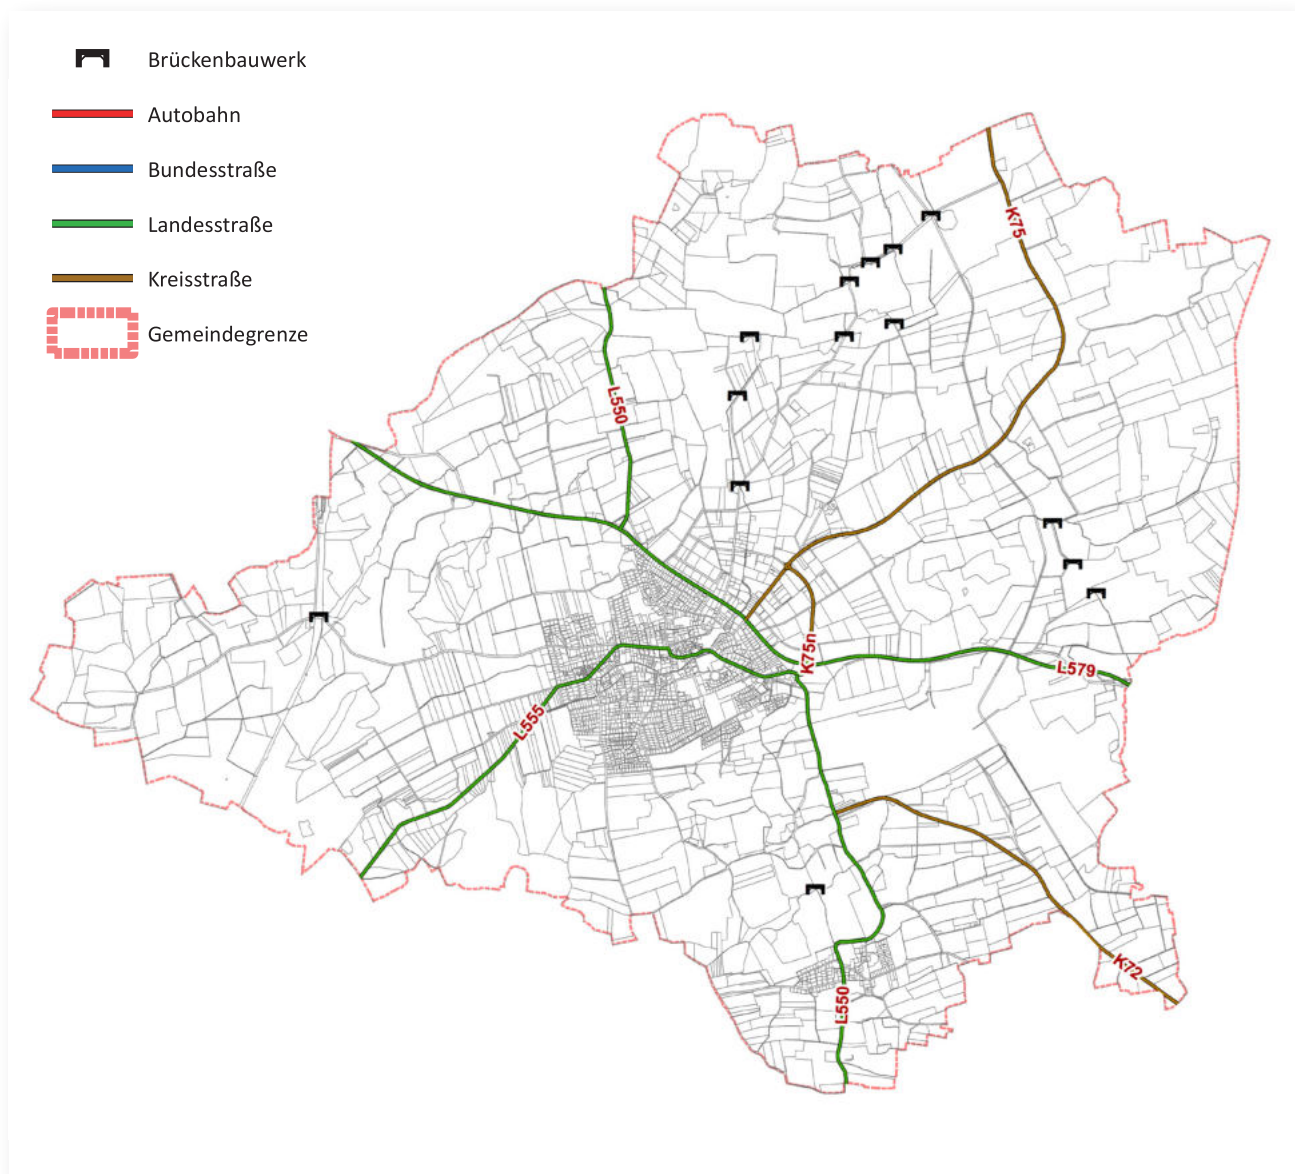 Brückenbauwerk
Autobahn
Bundesstraße
Landesstraße
Kreisstraße
Gemeindegrenze
K75
L550
K75n
L579
L555
K72
L550